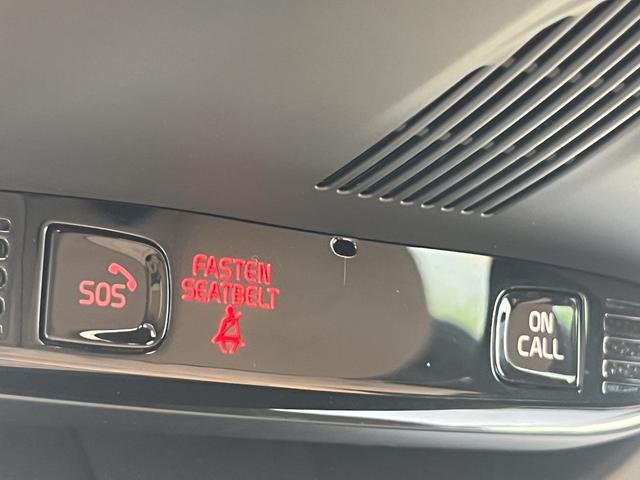 SOS
FASTEN
SEATBELT
ON
CALL